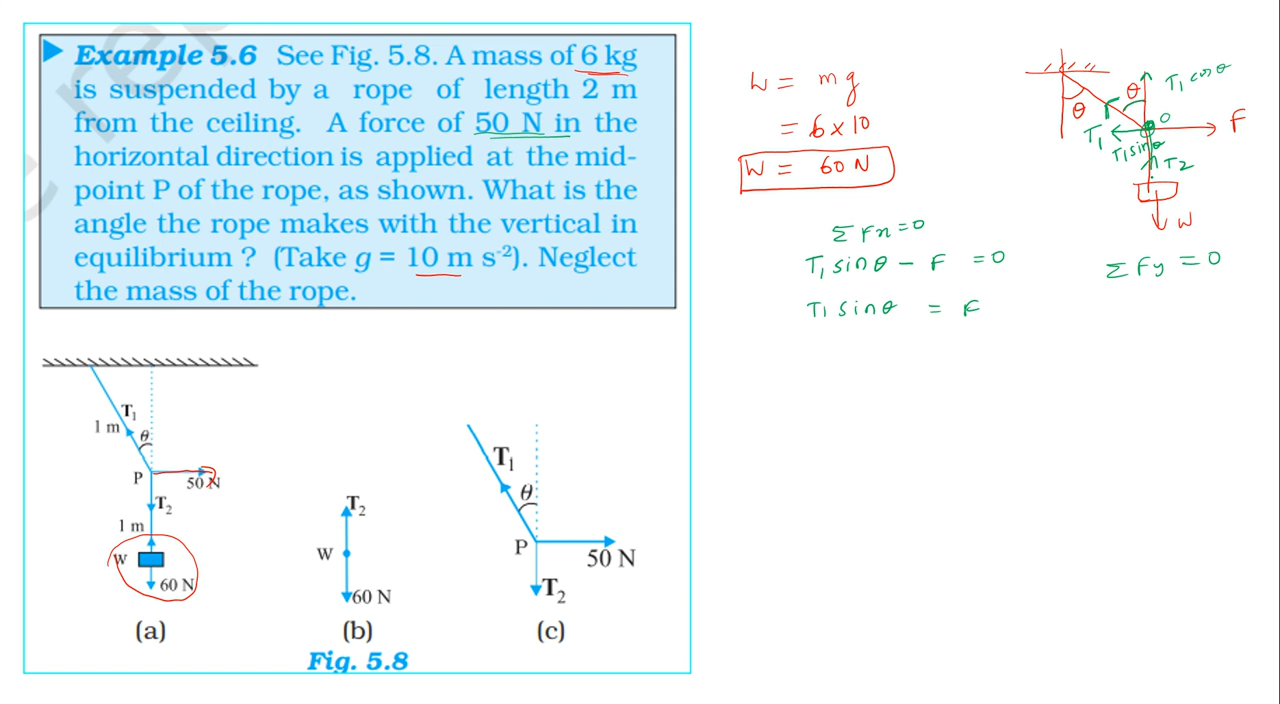 Example 5.6 See Fig. 5.8. A mass of 6 kg
is suspended by a rope of length 2 m
from the ceiling. A force of 50 N in the
horizontal direction is applied at the mid-
point P of the rope, as shown. What is the
angle the rope makes with the vertical in
equilibrium ? (Take g = 10 m s⁻²). Neglect
the mass of the rope.
T₁
1 m
θ
P
50 N
T₂
1 m
W
60 N
(a)
T₂
W
60 N
(b)
T₁
θ
P
50 N
T₂
(c)
Fig. 5.8
W = mg
= 6 x 10
W = 60 N
ΣFx = 0
T₁ sinθ – F = 0
T₁ sinθ = F
θ
θ
T₁ cosθ
O
F
T₁
T₁ sinθ
T₂
W
ΣFy = 0